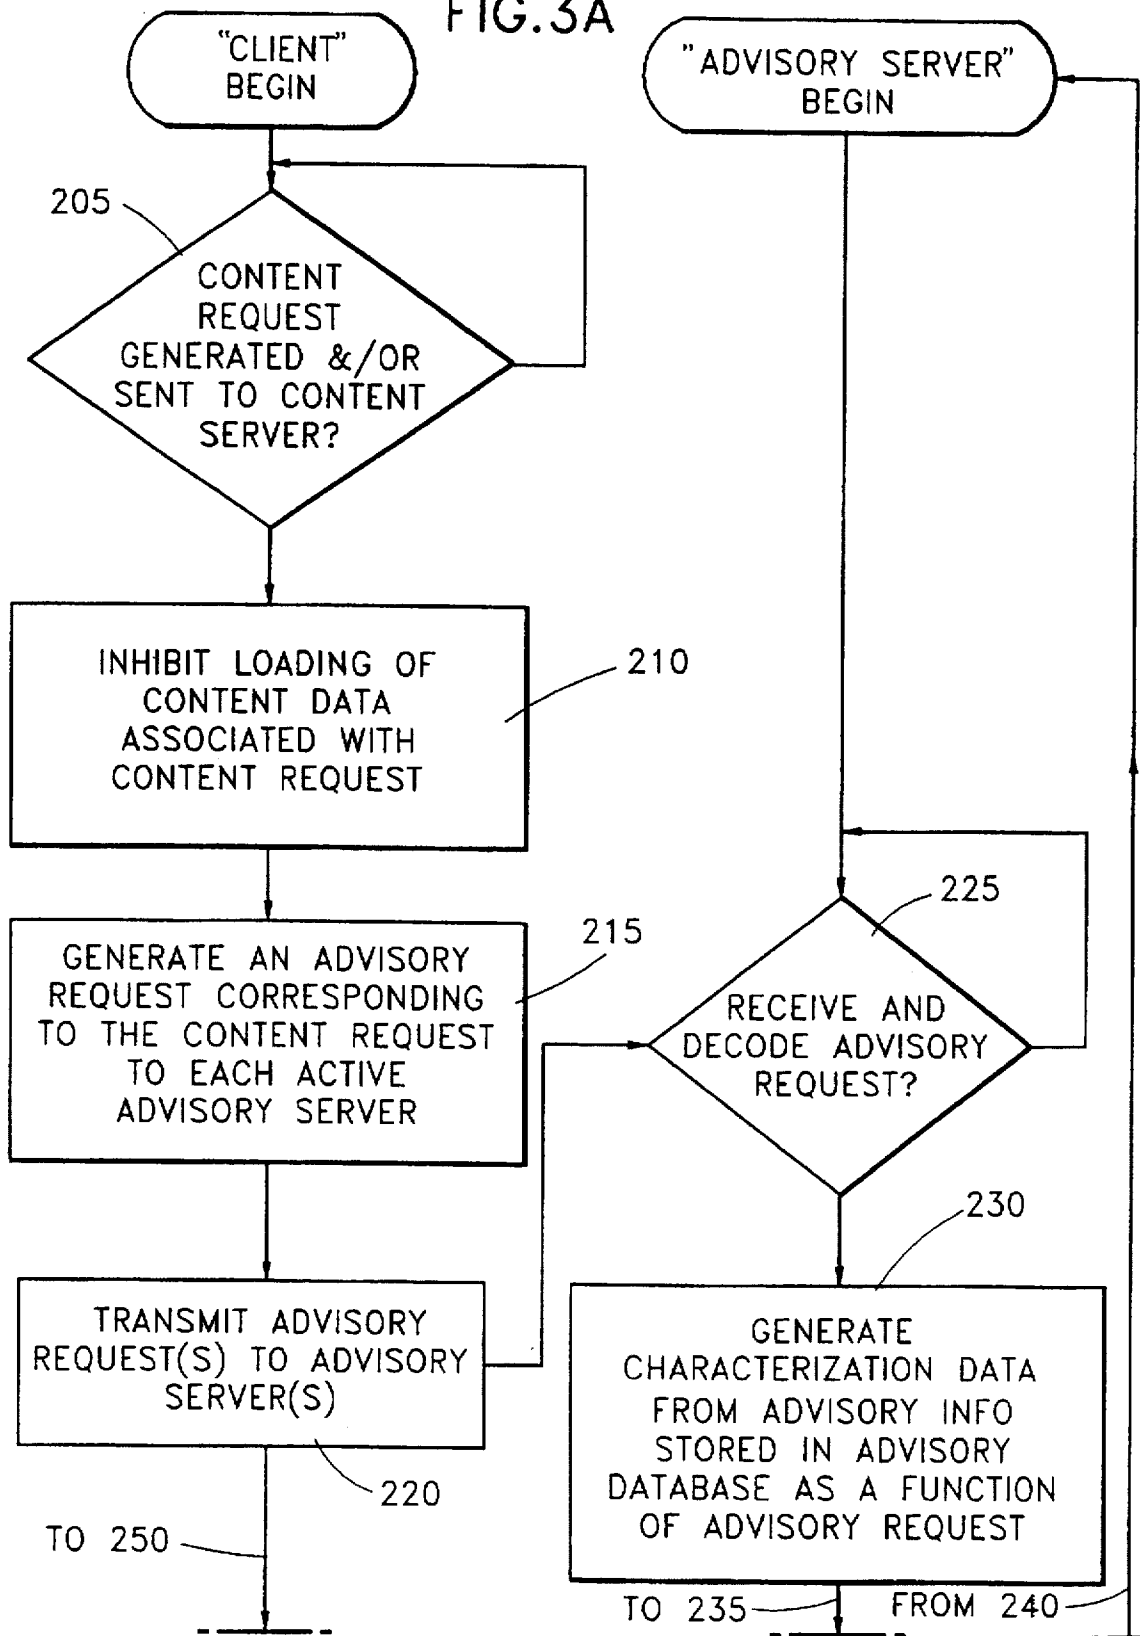 FIG.3A
"CLIENT"
BEGIN
205
CONTENT
REQUEST
GENERATED &/OR
SENT TO CONTENT
SERVER?
INHIBIT LOADING OF
CONTENT DATA
ASSOCIATED WITH
CONTENT REQUEST
210
GENERATE AN ADVISORY
REQUEST CORRESPONDING
TO THE CONTENT REQUEST
TO EACH ACTIVE
ADVISORY SERVER
215
TRANSMIT ADVISORY
REQUEST(S) TO ADVISORY
SERVER(S)
220
TO 250
"ADVISORY SERVER"
BEGIN
225
RECEIVE AND
DECODE ADVISORY
REQUEST?
230
GENERATE
CHARACTERIZATION DATA
FROM ADVISORY INFO
STORED IN ADVISORY
DATABASE AS A FUNCTION
OF ADVISORY REQUEST
TO 235
FROM 240